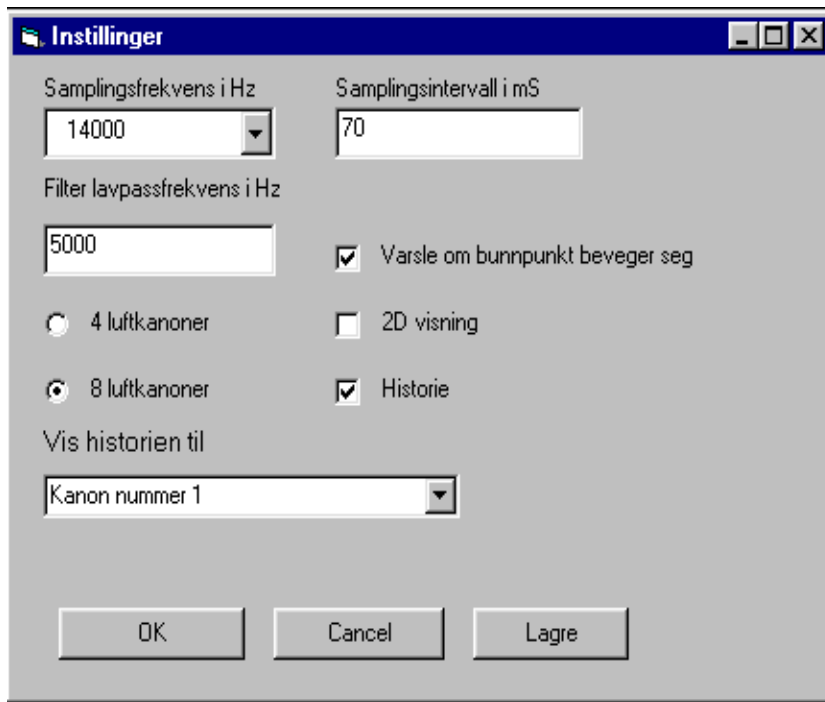 Instillinger
Samplingsfrekvens i Hz
Samplingsintervall i mS
14000
70
Filter lavpassfrekvens i Hz
5000
Varsle om bunnpunkt beveger seg
4 luftkanoner
2D visning
8 luftkanoner
Historie
Vis historien til
Kanon nummer 1
OK
Cancel
Lagre